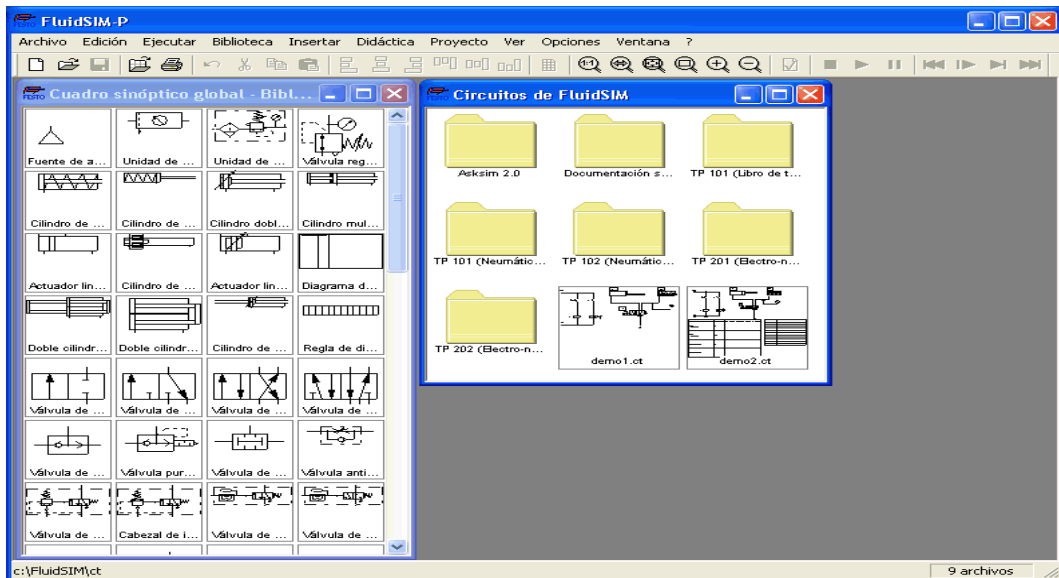 FluidSIM-P
Archivo Edición Ejecutar Biblioteca Insertar Didáctica Proyecto Ver Opciones Ventana ?
FESTO Cuadro sinóptico global - Bibl...
Fuente de a... Unidad de ... Unidad de ... Válvula reg...
Cilindro de ... Cilindro de ... Cilindro dobl... Cilindro mul...
Actuador lin... Cilindro de ... Actuador lin... Diagrama d...
Doble cilindr... Doble cilindr... Cilindro de ... Regla de di...
Válvula de ... Válvula de ... Válvula de ... Válvula de ...
Válvula de ... Válvula pur... Válvula de ... Válvula anti...
Válvula de ... Cabezal de i... Válvula de ... Válvula de ...
FESTO Circuitos de FluidSIM
Asksim 2.0 Documentación s... TP 101 (Libro de t...
TP 101 (Neumátic... TP 102 (Neumátic... TP 201 (Electro-n...
TP 202 (Electro-n... demo1.ct demo2.ct
c:\FluidSIM\ct 9 archivos